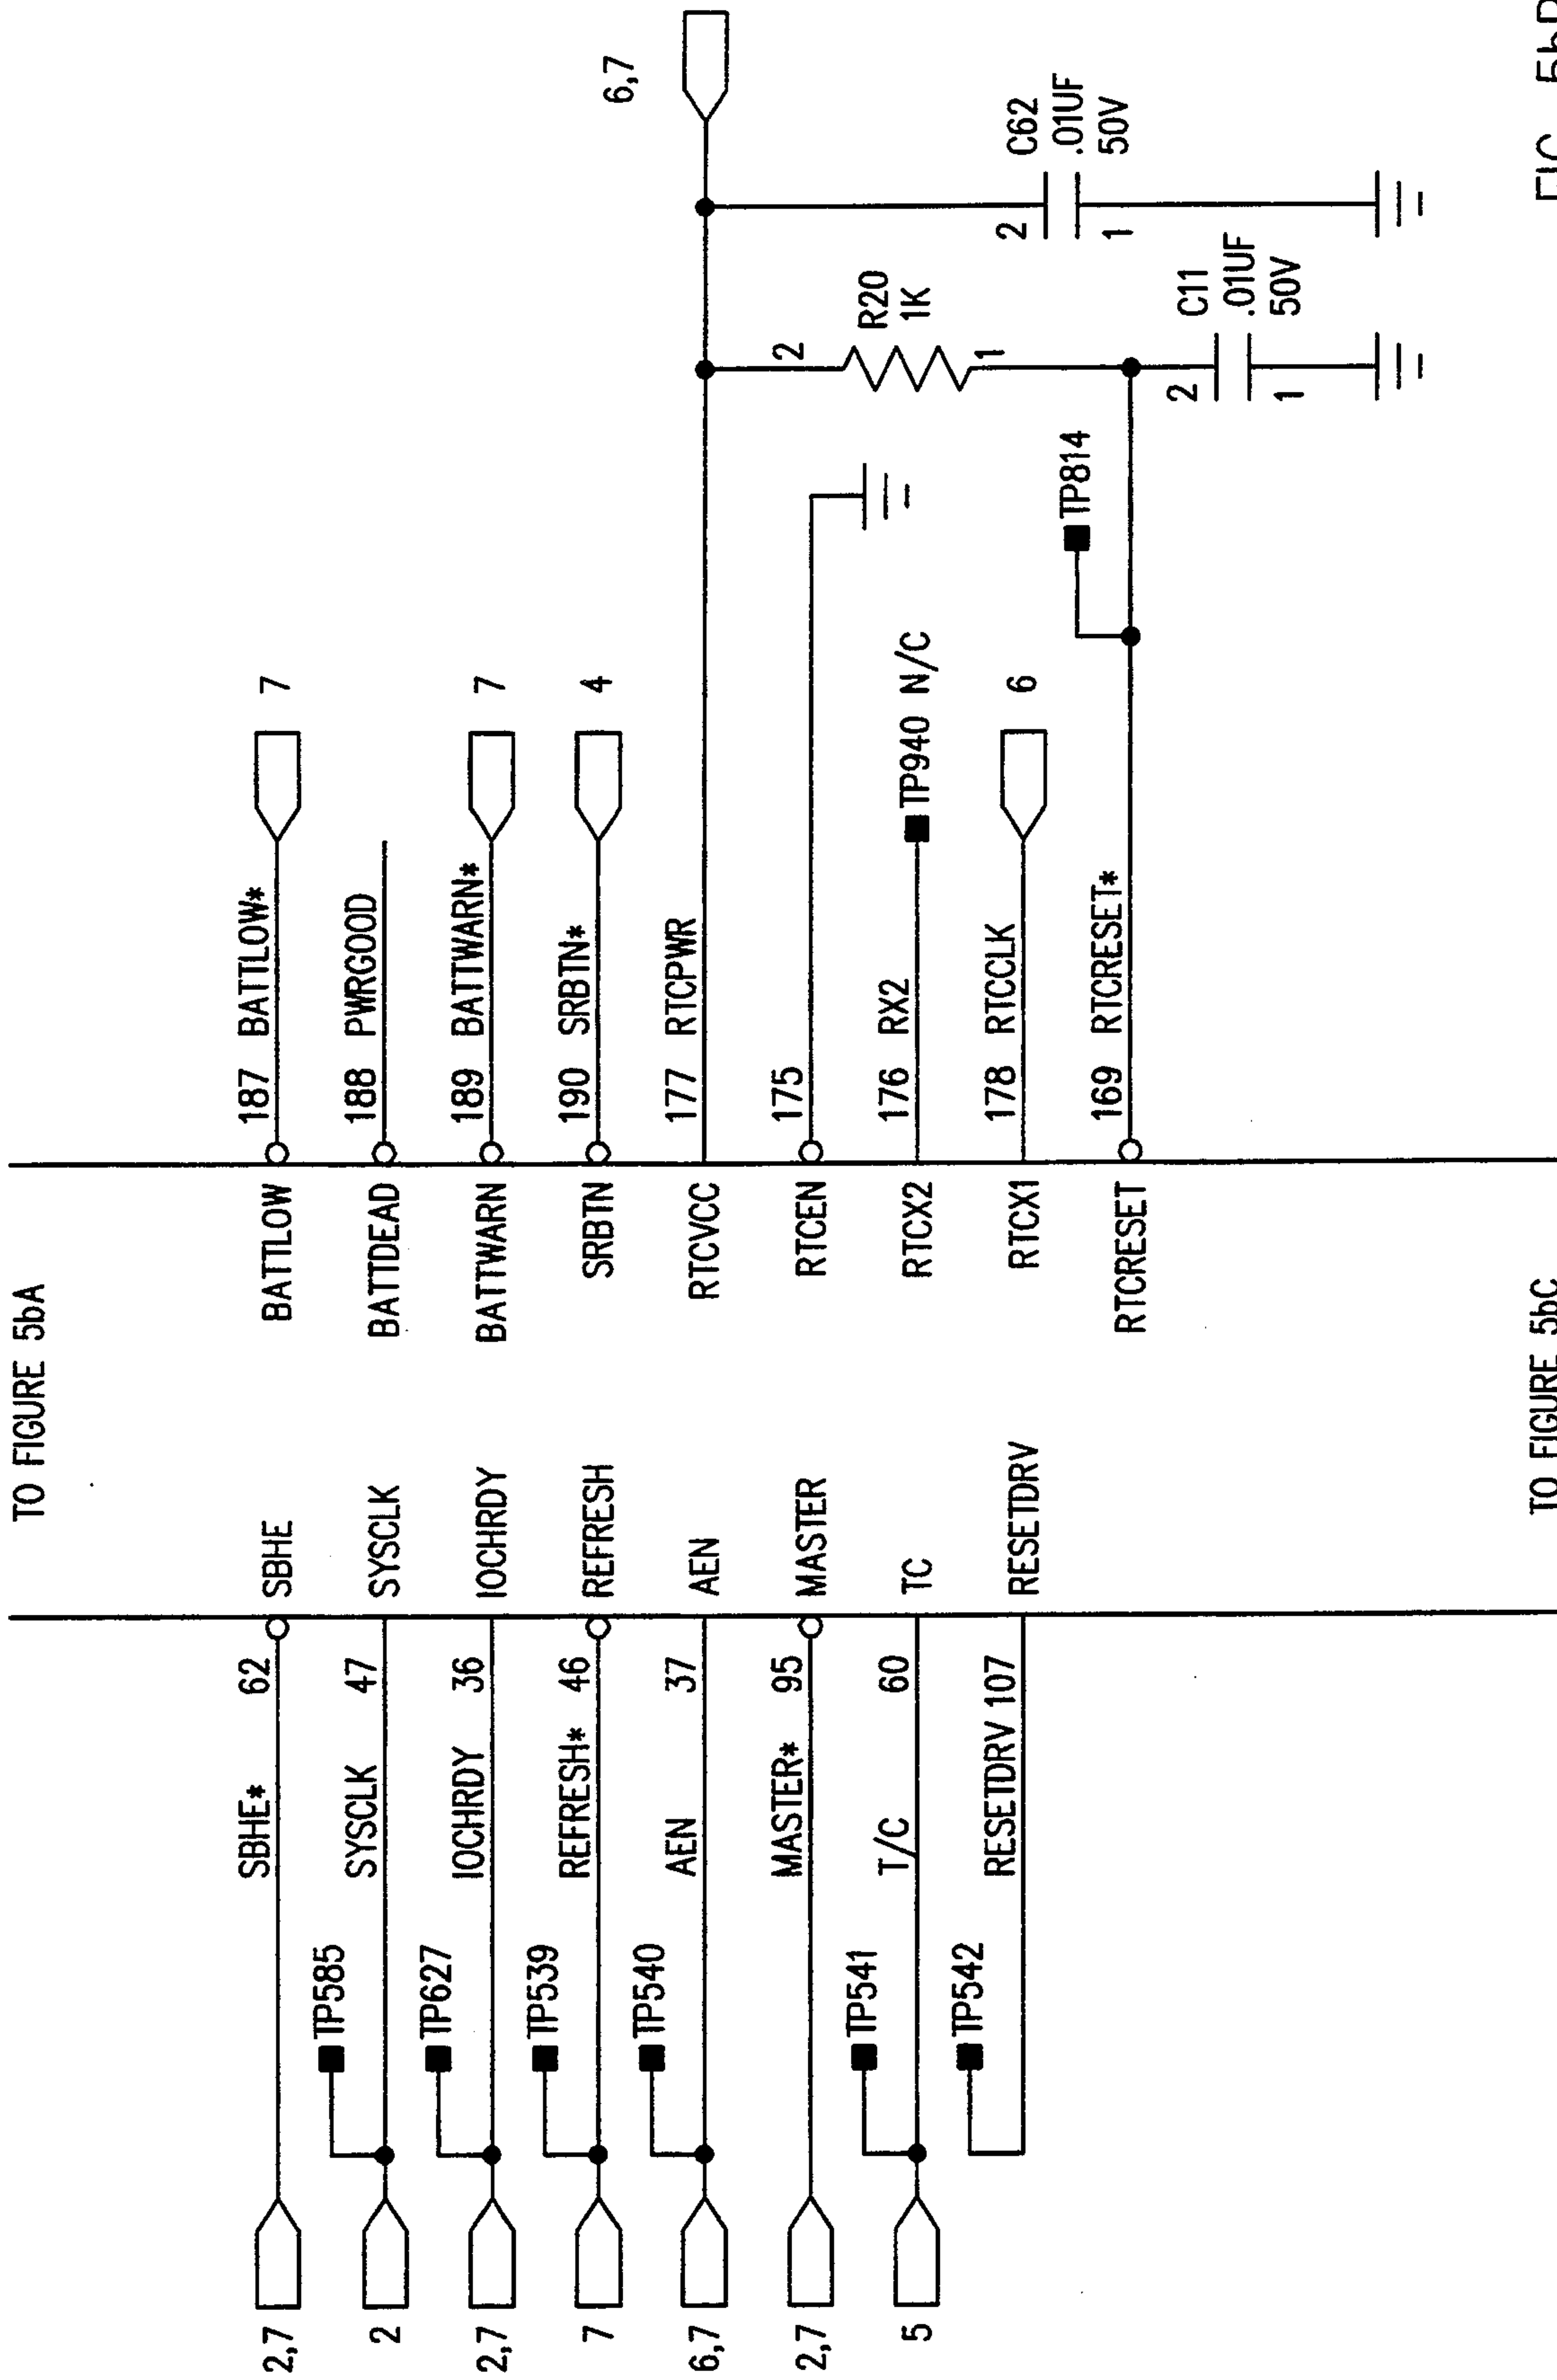 TO FIGURE 5bA
2,7 SBHE* 62 SBHE
TP585
2 SYSCLK 47 SYSCLK
TP627
2,7 IOCHRDY 36 IOCHRDY
TP539
7 REFRESH* 46 REFRESH
TP540
6,7 AEN 37 AEN
2,7 MASTER* 95 MASTER
TP541
5 T/C 60 TC
TP542
RESETDRV 107 RESETDRV
BATTLOW 187 BATTLOW* 7
BATTDEAD 188 PWRGOOD
BATTWARN 189 BATTWARN* 7
SRBTN 190 SRBTN* 4
RTCVCC 177 RTCPWR 6,7
RTCEN 175
RTCX2 176 RX2 TP940 N/C
RTCX1 178 RTCCLK 6
RTCRESET 169 RTCRESET*
TP814
2
R20
1K
1
2
C11
.01UF
50V
1
2
C62
.01UF
50V
1
TO FIGURE 5bC